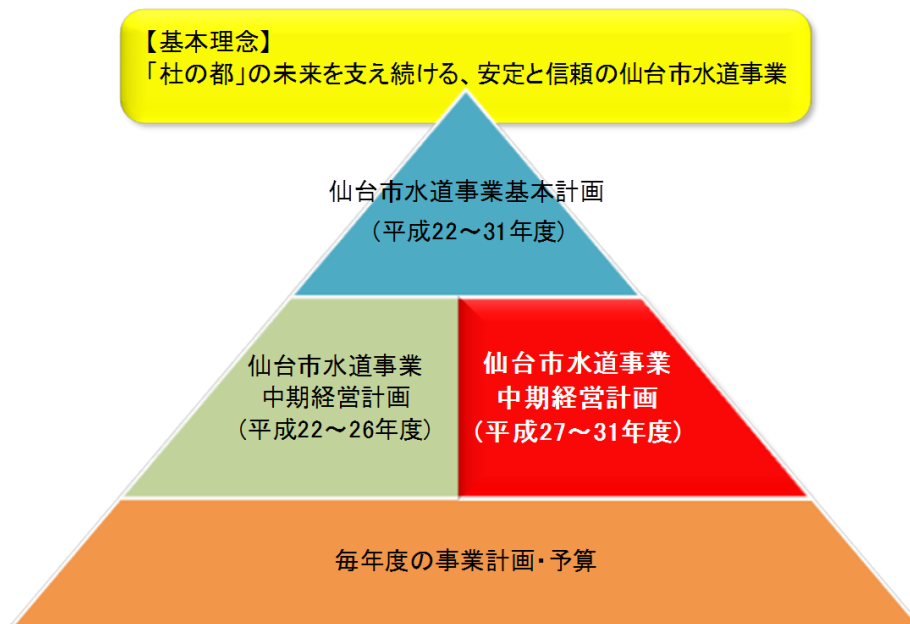 【基本理念】
「杜の都」の未来を支え続ける、安定と信頼の仙台市水道事業
仙台市水道事業基本計画
(平成22～31年度)
仙台市水道事業
中期経営計画
(平成22～26年度)
仙台市水道事業
中期経営計画
(平成27～31年度)
毎年度の事業計画・予算